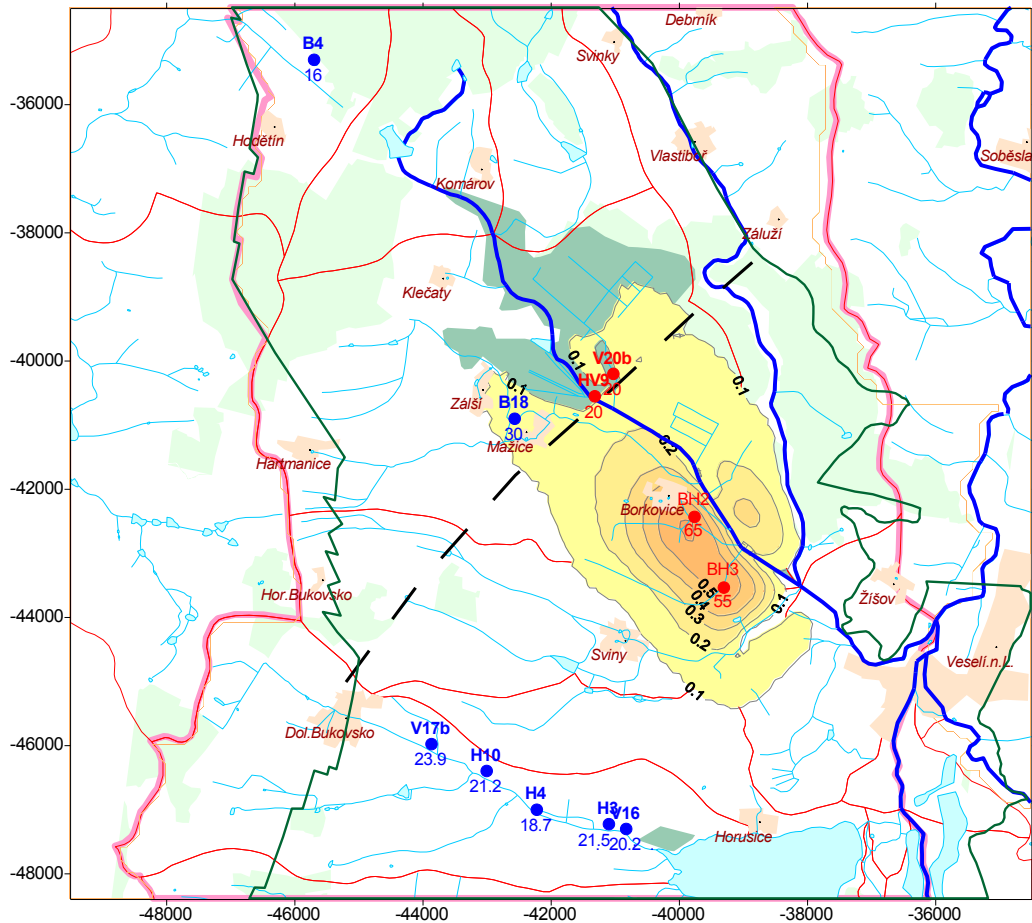 Debrník
Svinky
B4
16
-36000
Hodětín
Vlastiboř
Soběsla
Komárov
-38000
Záluží
Klečaty
-40000
0.1
V20b
20
0.1
HV9
20
0.1
Zálší
B18
30
Mažice
0.2
Hartmanice
-42000
BH2
65
Borkovice
BH3
55
0.5
0.4
0.3
0.2
0.1
0.1
Hor.Bukovsko
Žíšov
-44000
Sviny
Veselí.n.L.
Dol.Bukovsko
V17b
23.9
-46000
H10
21.2
H4
18.7
H3
21.5
V16
20.2
Horusice
-48000
-48000
-46000
-44000
-42000
-40000
-38000
-36000